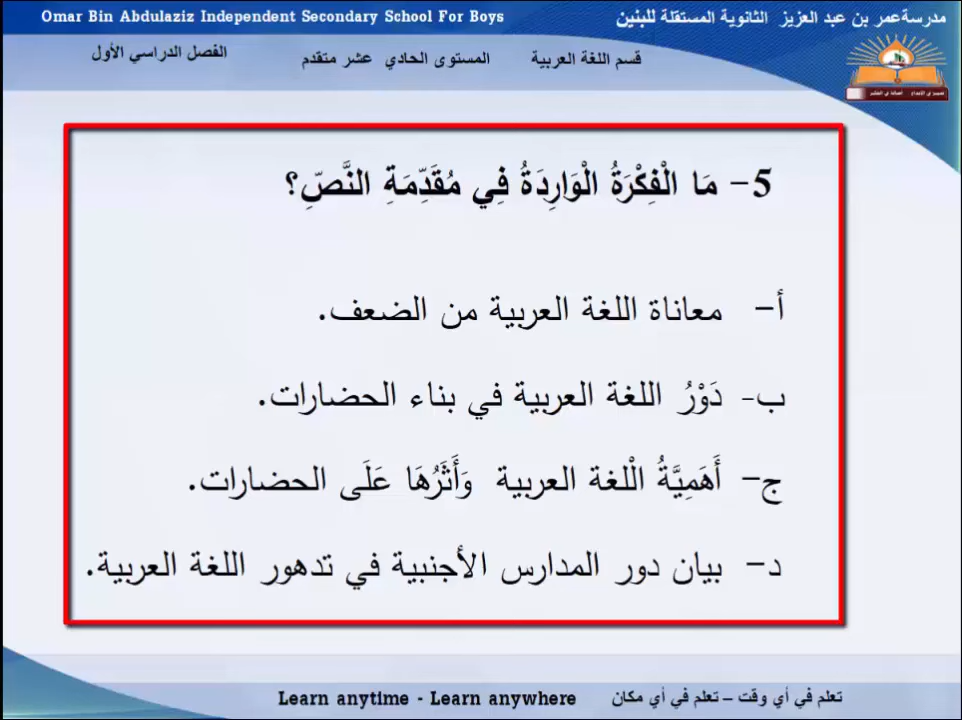 Omar Bin Abdulaziz Independent Secondary School For Boys
مدرسةعمر بن عبد العزيز الثانوية المستقلة للبنين
قسم اللغة العربية
المستوى الحادي عشر متقدم
الفصل الدراسي الأول
5- مَا الْفِكْرَةُ الْوَارِدَةُ فِي مُقَدِّمَةِ النَّصِّ؟
أ- معاناة اللغة العربية من الضعف.
ب- دَوْرُ اللغة العربية في بناء الحضارات.
ج- أَهَمِيَّةُ الْلغة العربية وَأَثَرُهَا عَلَى الحضارات.
د- بيان دور المدارس الأجنبية في تدهور اللغة العربية.
Learn anytime - Learn anywhere
تعلم في أي وقت – تعلم في أي مكان